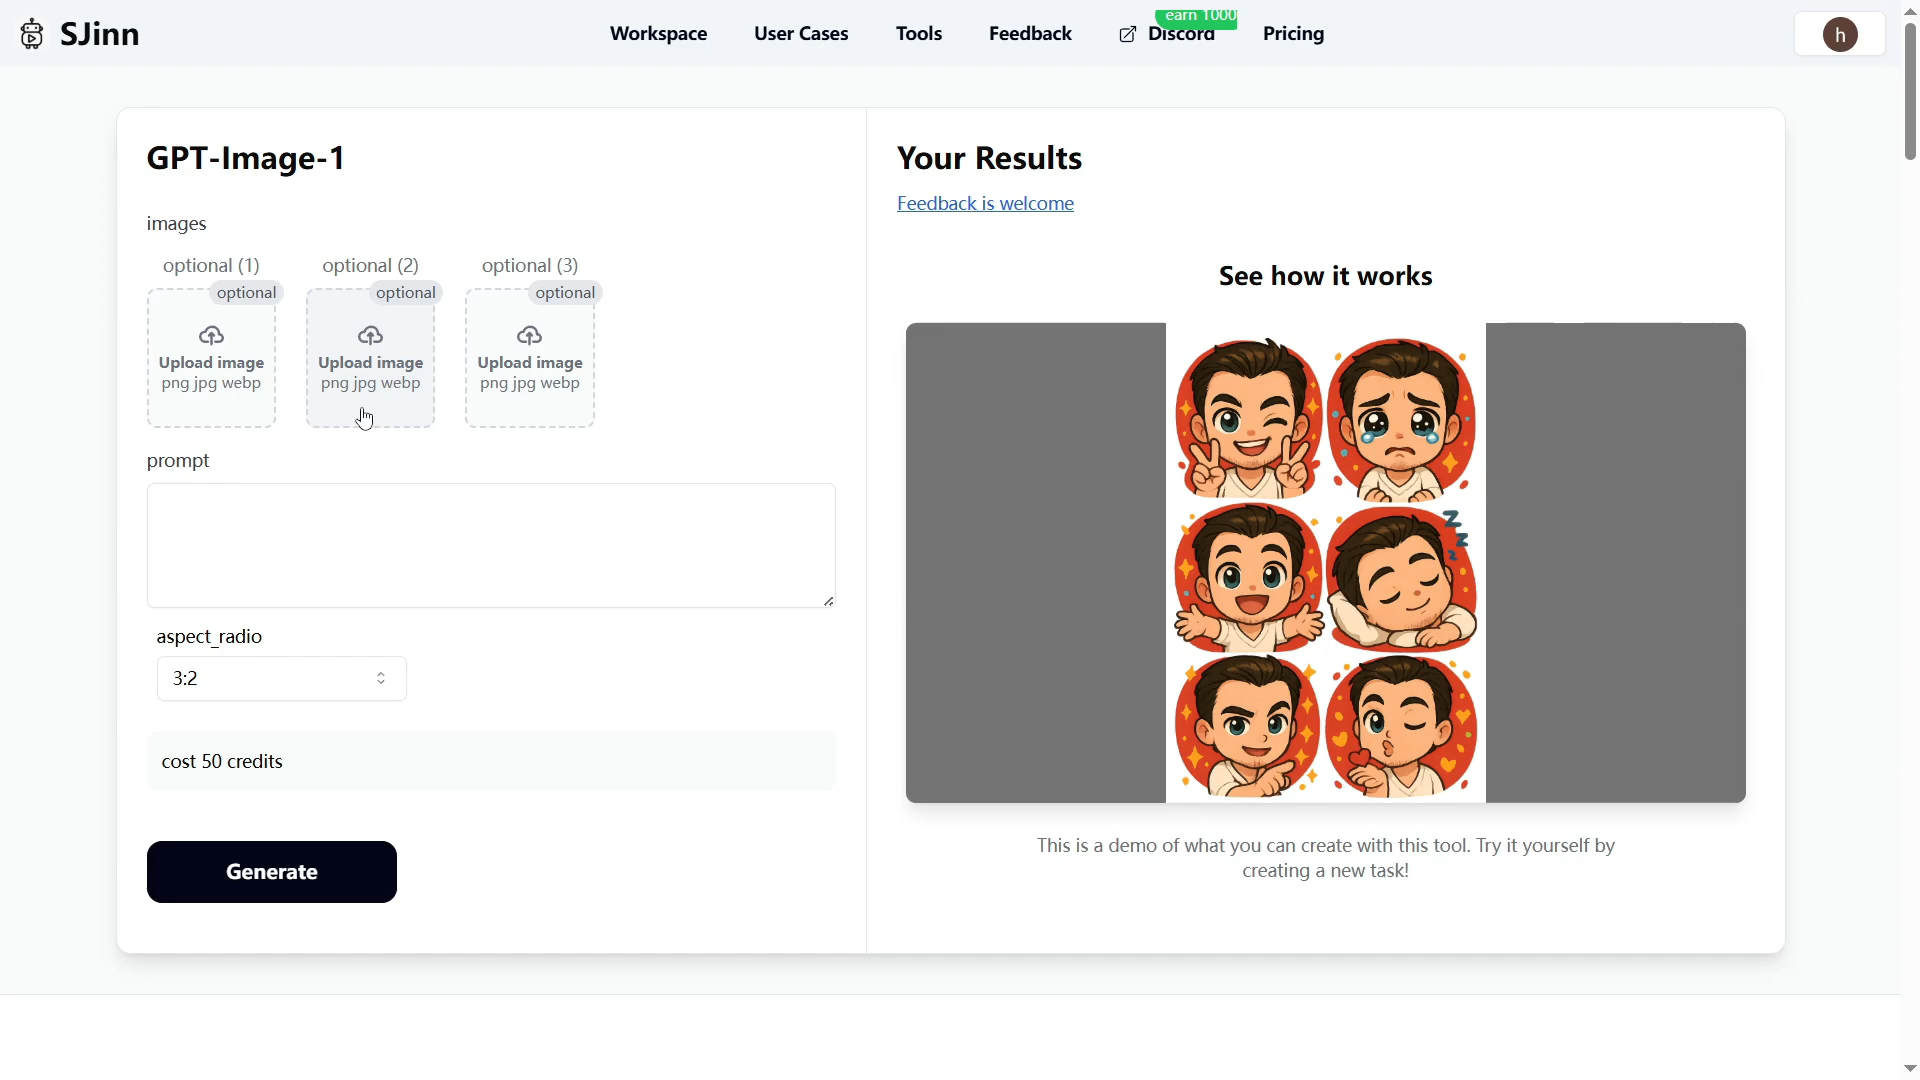 SJinn
Workspace
User Cases
Tools
Feedback
Discord
earn 1000
Pricing
h
GPT-Image-1
images
optional (1)
optional (2)
optional (3)
optional
optional
optional
Upload image
png jpg webp
Upload image
png jpg webp
Upload image
png jpg webp
prompt
aspect_radio
3:2
cost 50 credits
Generate
Your Results
Feedback is welcome
See how it works
Z
Z
Z
This is a demo of what you can create with this tool. Try it yourself by
creating a new task!